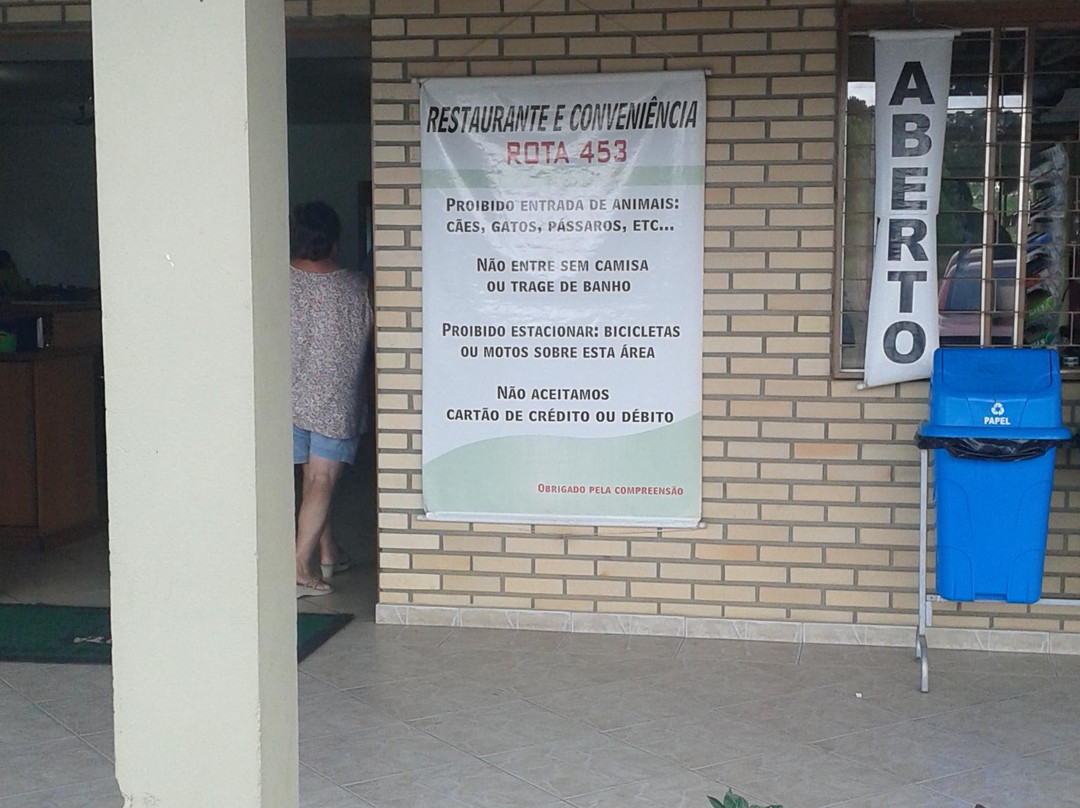 RESTAURANTE E CONVENIÊNCIA
ROTA 453
PROIBIDO ENTRADA DE ANIMAIS:
CÃES, GATOS, PÁSSAROS, ETC...
NÃO ENTRE SEM CAMISA
OU TRAGE DE BANHO
PROIBIDO ESTACIONAR: BICICLETAS
OU MOTOS SOBRE ESTA ÁREA
NÃO ACEITAMOS
CARTÃO DE CRÉDITO OU DÉBITO
OBRIGADO PELA COMPREENSÃO
ABERTO
PAPEL